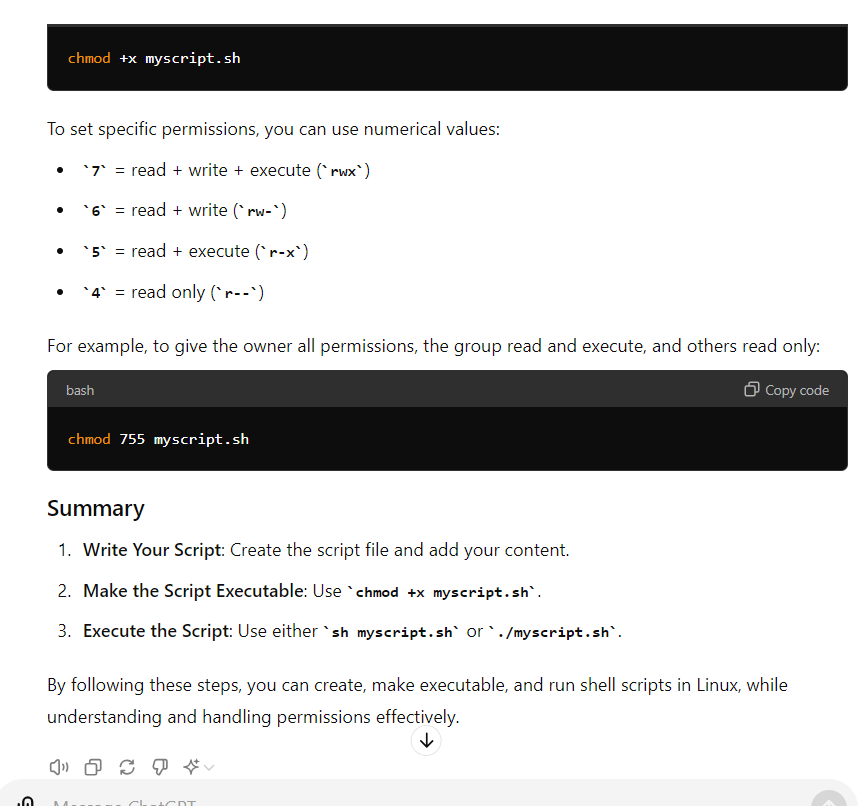 chmod +x myscript.sh
To set specific permissions, you can use numerical values:
• `7` = read + write + execute (`rwx`)
• `6` = read + write (`rw-`)
• `5` = read + execute (`r-x`)
• `4` = read only (`r--`)
For example, to give the owner all permissions, the group read and execute, and others read only:
bash Copy code
chmod 755 myscript.sh
Summary
1. Write Your Script: Create the script file and add your content.
2. Make the Script Executable: Use `chmod +x myscript.sh`.
3. Execute the Script: Use either `sh myscript.sh` or `./myscript.sh`.
By following these steps, you can create, make executable, and run shell scripts in Linux, while
understanding and handling permissions effectively.
Message ChatGPT